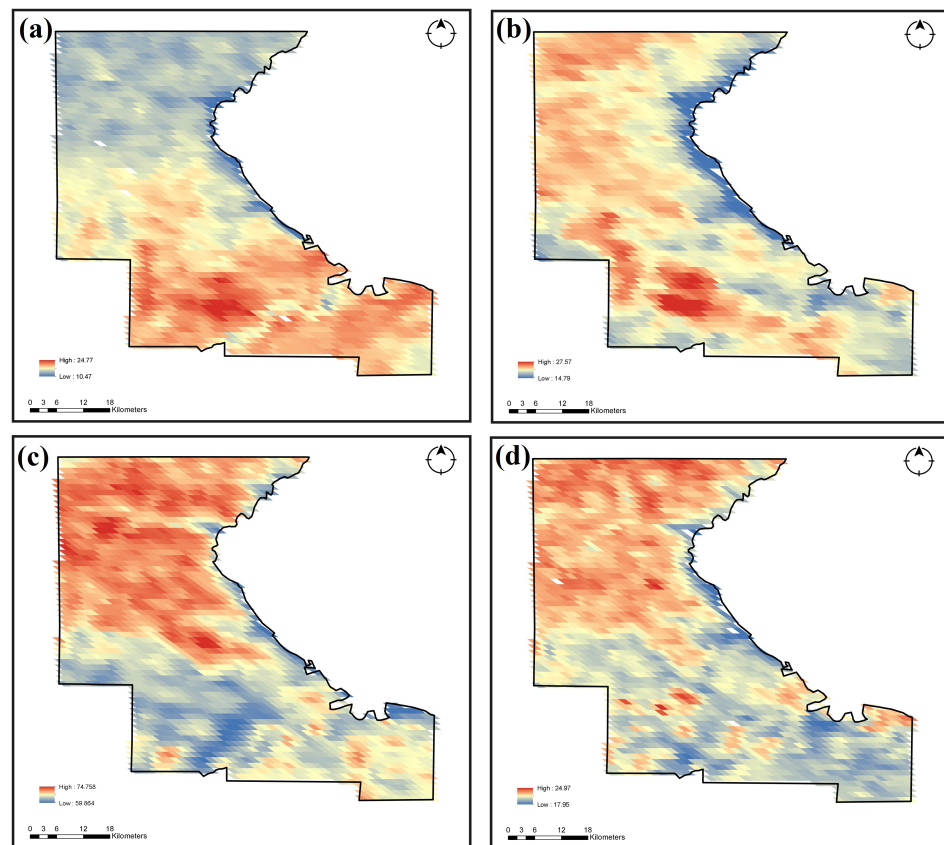 (a)
High : 24.77
Low : 10.47
0 3 6 12 18
Kilometers
(b)
High : 27.57
Low : 14.79
0 3 6 12 18
Kilometers
(c)
High : 74.758
Low : 59.864
0 3 6 12 18
Kilometers
(d)
High : 24.97
Low : 17.95
0 3 6 12 18
Kilometers